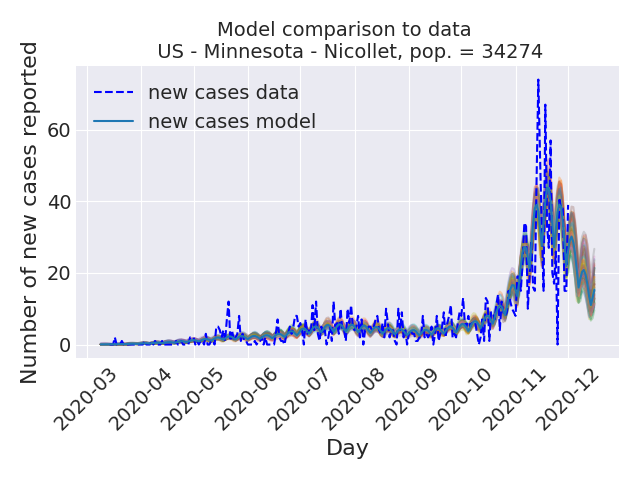 Model comparison to data
US - Minnesota - Nicollet, pop. = 34274
Number of new cases reported
new cases data
new cases model
60
40
20
0
2020-03
2020-04
2020-05
2020-06
2020-07
2020-08
2020-09
2020-10
2020-11
2020-12
Day